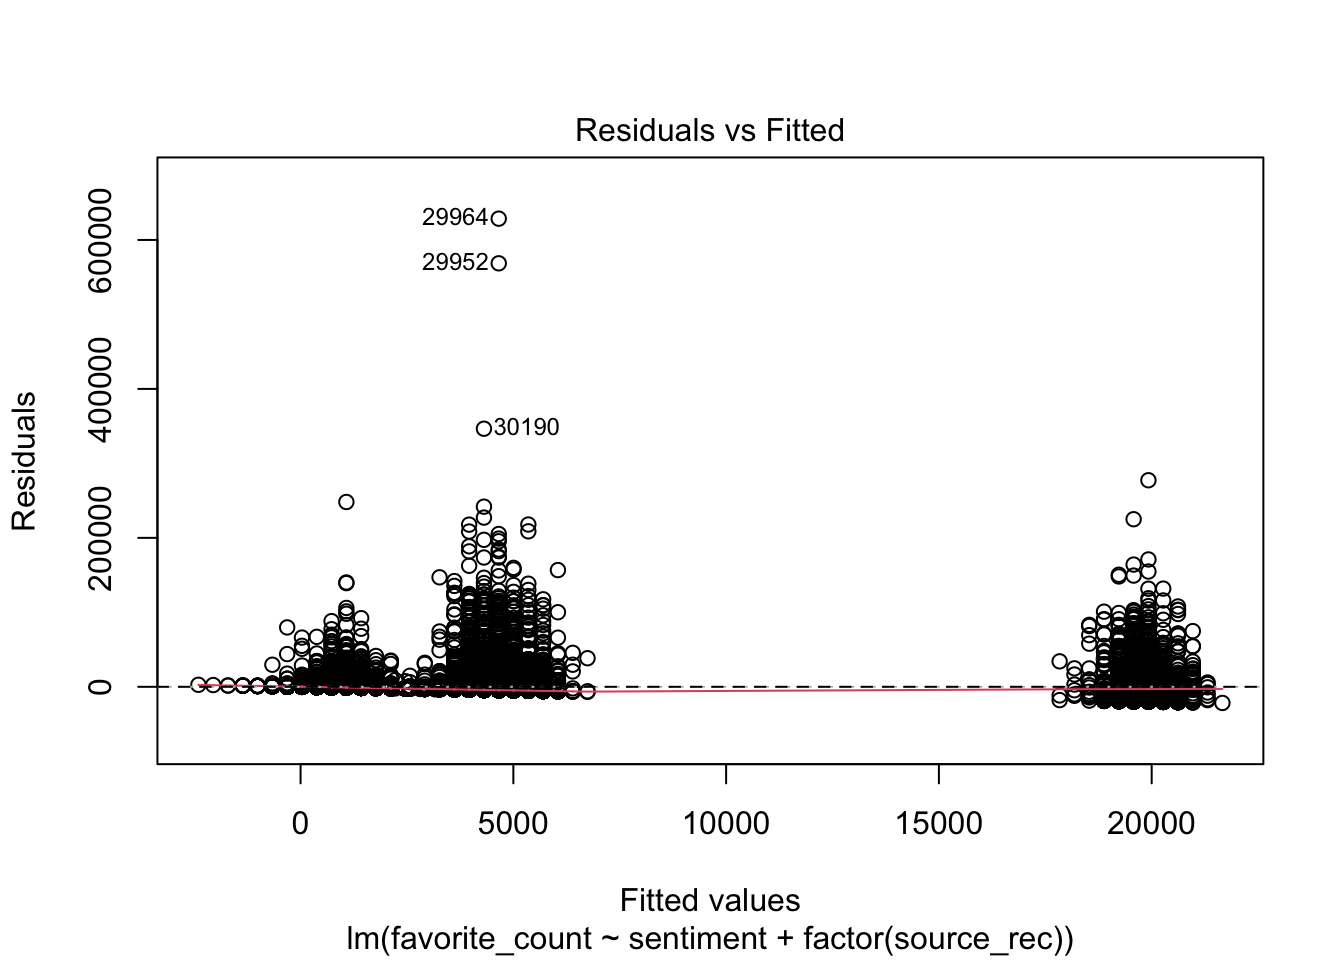 Residuals vs Fitted
Residuals
600000
400000
200000
0
29964
29952
30190
0 5000 10000 15000 20000
Fitted values
lm(favorite_count ~ sentiment + factor(source_rec))